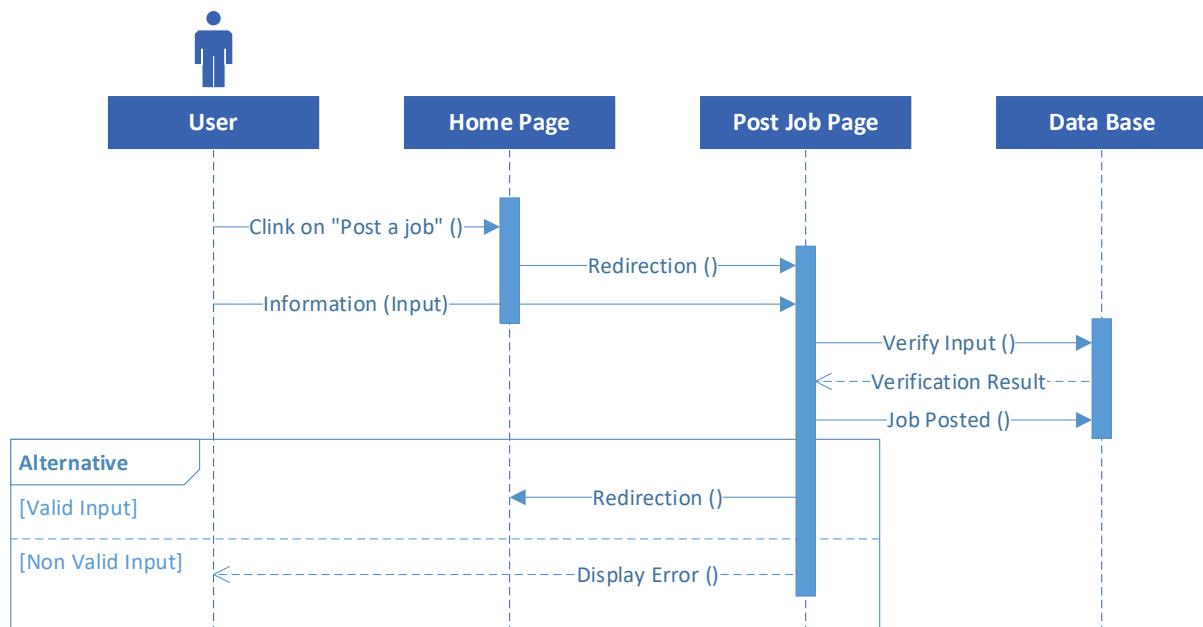 User
Home Page
Post Job Page
Data Base
Clink on "Post a job" ()
Redirection ()
Information (Input)
Verify Input ()
Verification Result
Job Posted ()
Alternative
[Valid Input]
Redirection ()
[Non Valid Input]
Display Error ()